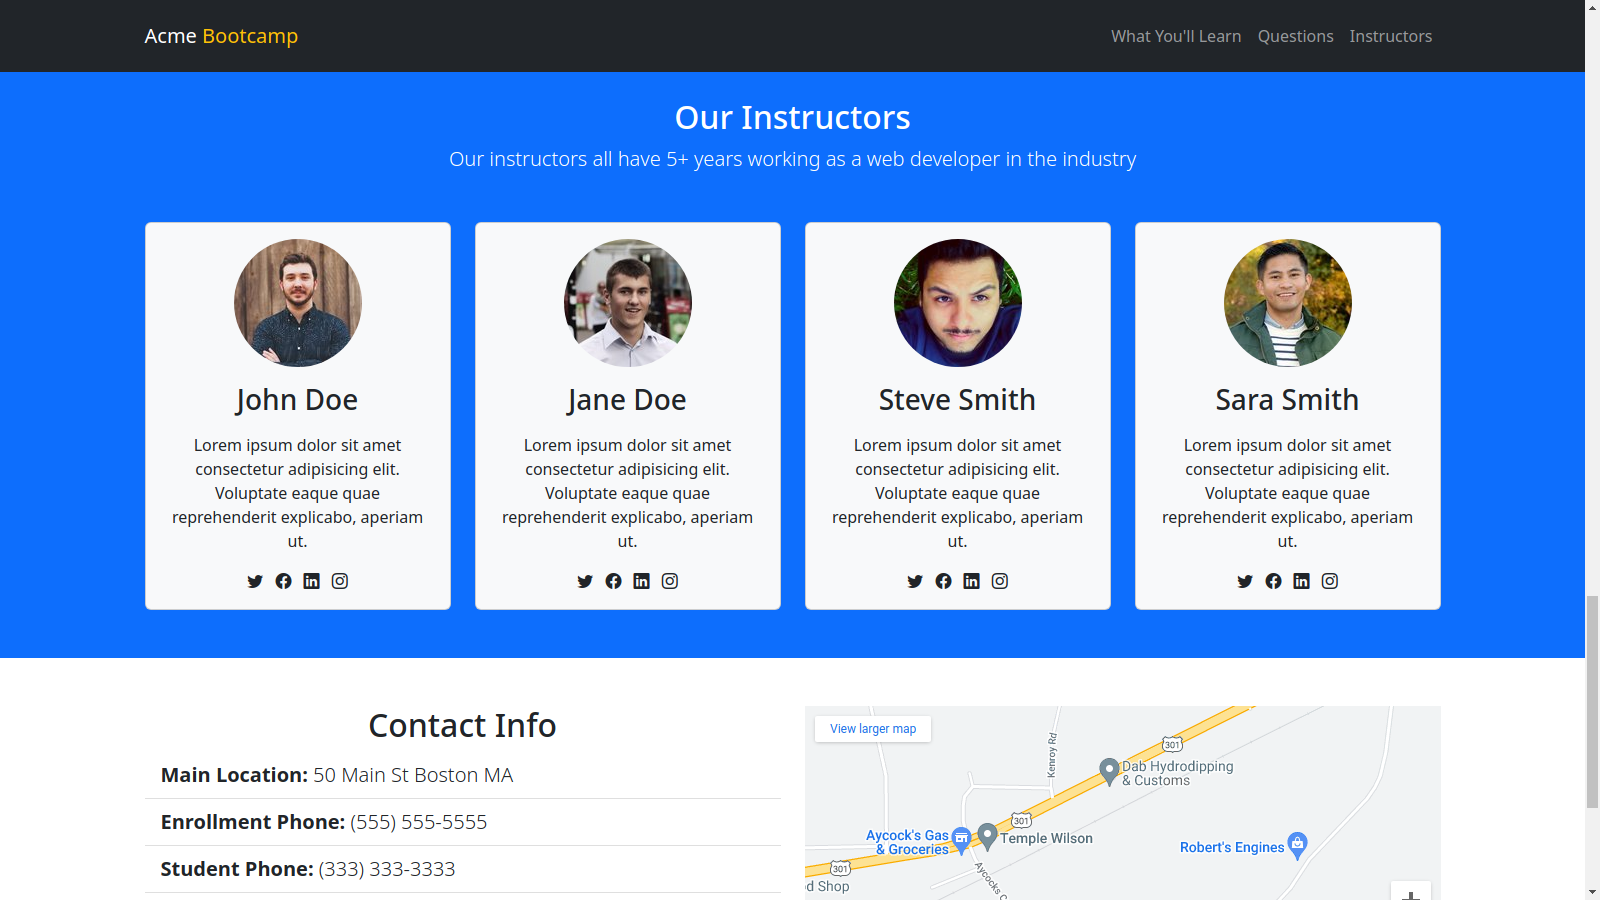 Acme Bootcamp
What You'll Learn
Questions
Instructors
Our Instructors
Our instructors all have 5+ years working as a web developer in the industry
John Doe
Lorem ipsum dolor sit amet
consectetur adipisicing elit.
Voluptate eaque quae
reprehenderit explicabo, aperiam
ut.
Jane Doe
Lorem ipsum dolor sit amet
consectetur adipisicing elit.
Voluptate eaque quae
reprehenderit explicabo, aperiam
ut.
Steve Smith
Lorem ipsum dolor sit amet
consectetur adipisicing elit.
Voluptate eaque quae
reprehenderit explicabo, aperiam
ut.
Sara Smith
Lorem ipsum dolor sit amet
consectetur adipisicing elit.
Voluptate eaque quae
reprehenderit explicabo, aperiam
ut.
Contact Info
Main Location: 50 Main St Boston MA
Enrollment Phone: (555) 555-5555
Student Phone: (333) 333-3333
View larger map
Kenroy Rd
301
Dab Hydrodipping
& Customs
301
Aycock's Gas
& Groceries
Temple Wilson
Robert's Engines
301
Aycocks
Shop